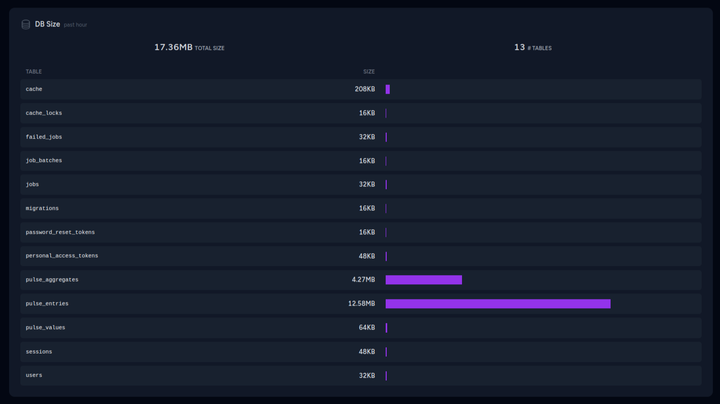 DB Size past hour
17.36MB TOTAL SIZE 13 # TABLES
TABLE SIZE
cache 208KB
cache_locks 16KB
failed_jobs 32KB
job_batches 16KB
jobs 32KB
migrations 16KB
password_reset_tokens 16KB
personal_access_tokens 48KB
pulse_aggregates 4.27MB
pulse_entries 12.58MB
pulse_values 64KB
sessions 48KB
users 32KB